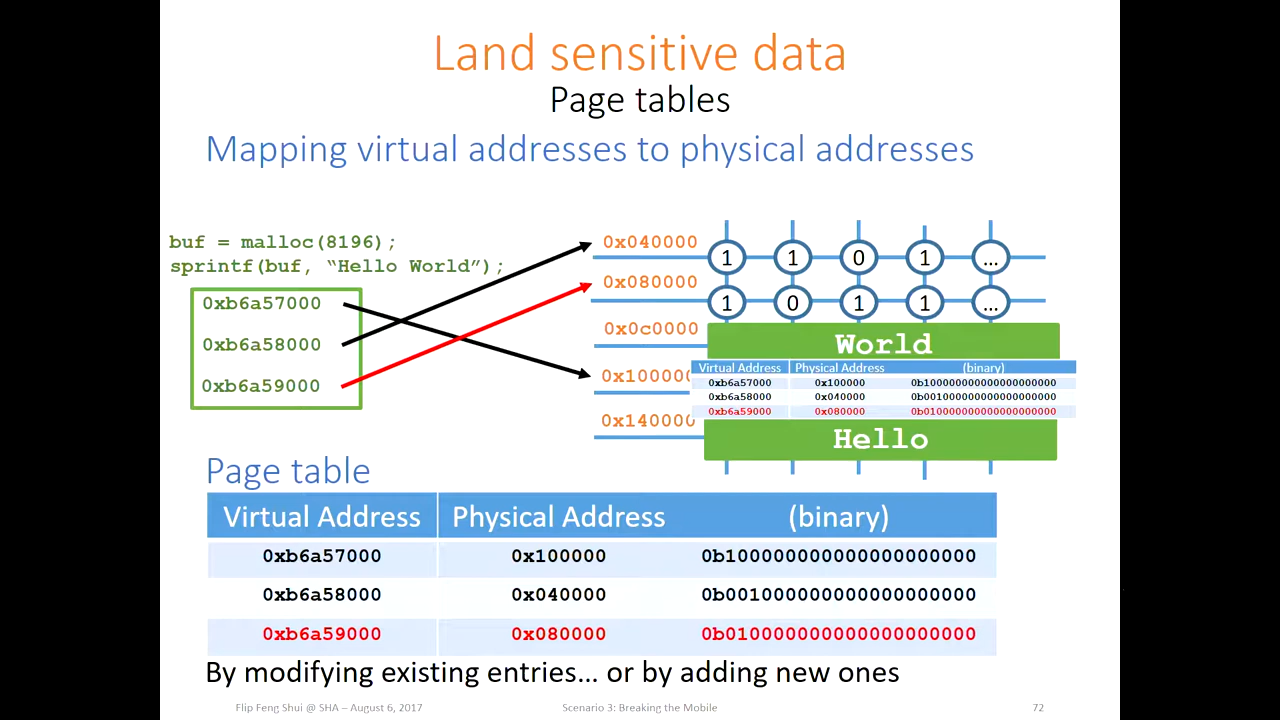 Land sensitive data
Page tables
Mapping virtual addresses to physical addresses
buf = malloc(8196);
sprintf(buf, “Hello World”);
0xb6a57000
0xb6a58000
0xb6a59000
0x040000
0x080000
0x0c0000
0x100000
0x140000
1 1 0 1 ...
1 0 1 1 ...
World
Virtual Address Physical Address (binary)
0xb6a57000 0x100000 0b100000000000000000000
0xb6a58000 0x040000 0b001000000000000000000
0xb6a59000 0x080000 0b010000000000000000000
Hello
Page table
Virtual Address Physical Address (binary)
0xb6a57000 0x100000 0b100000000000000000000
0xb6a58000 0x040000 0b001000000000000000000
0xb6a59000 0x080000 0b010000000000000000000
By modifying existing entries... or by adding new ones
Flip Feng Shui @ SHA – August 6, 2017 Scenario 3: Breaking the Mobile 72